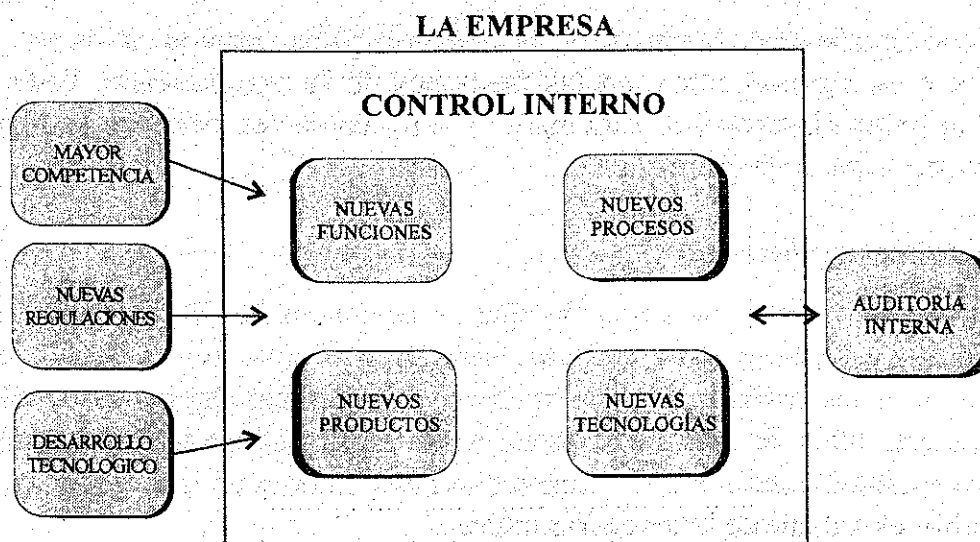 LA EMPRESA
CONTROL INTERNO
MAYOR
COMPETENCIA
NUEVAS
REGULACIONES
DESARROLLO
TECNOLOGICO
NUEVAS
FUNCIONES
NUEVOS
PROCESOS
NUEVOS
PRODUCTOS
NUEVAS
TECNOLOGÍAS
AUDITORÍA
INTERNA